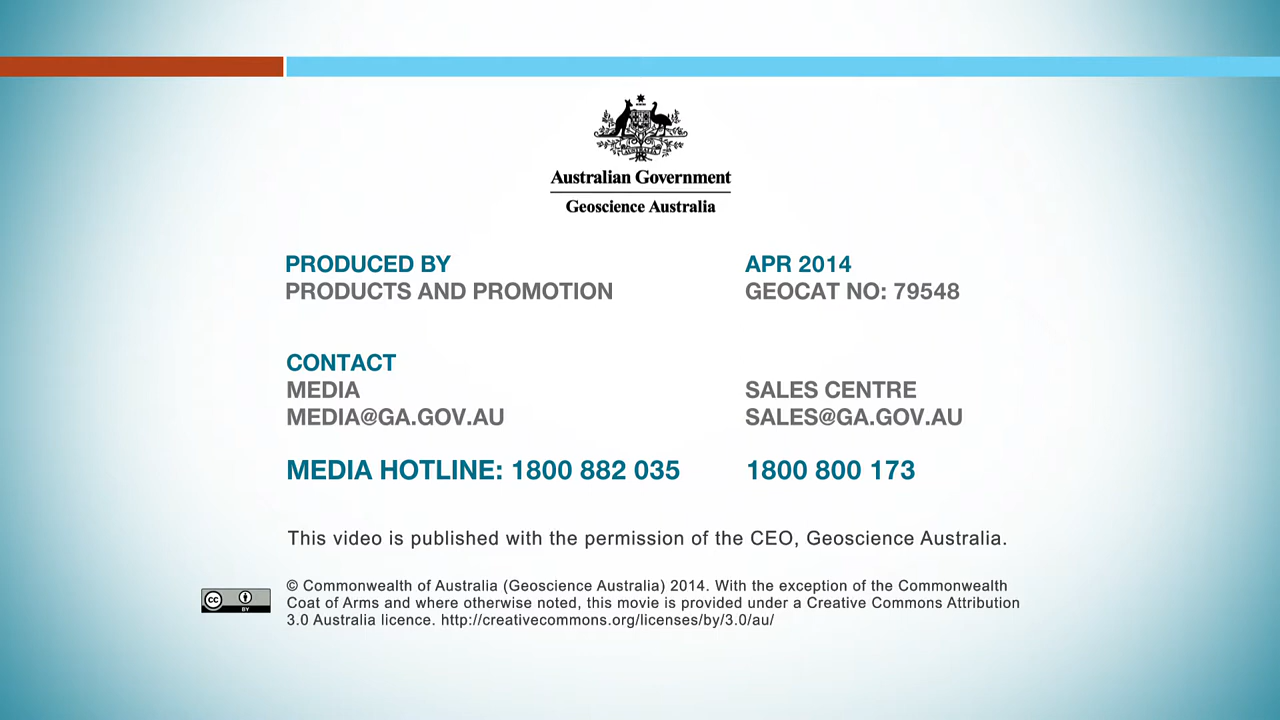 Australian Government
Geoscience Australia
PRODUCED BY
PRODUCTS AND PROMOTION
APR 2014
GEOCAT NO: 79548
CONTACT
MEDIA
MEDIA@GA.GOV.AU
SALES CENTRE
SALES@GA.GOV.AU
MEDIA HOTLINE: 1800 882 035
1800 800 173
This video is published with the permission of the CEO, Geoscience Australia.
cc BY
© Commonwealth of Australia (Geoscience Australia) 2014. With the exception of the Commonwealth
Coat of Arms and where otherwise noted, this movie is provided under a Creative Commons Attribution
3.0 Australia licence. http://creativecommons.org/licenses/by/3.0/au/